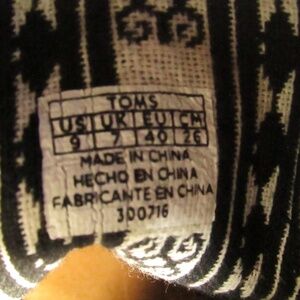 TOMS
US UK EU CM
9 7 40 26
MADE IN CHINA
HECHO EN CHINA
FABRICANTE EN CHINA
300716